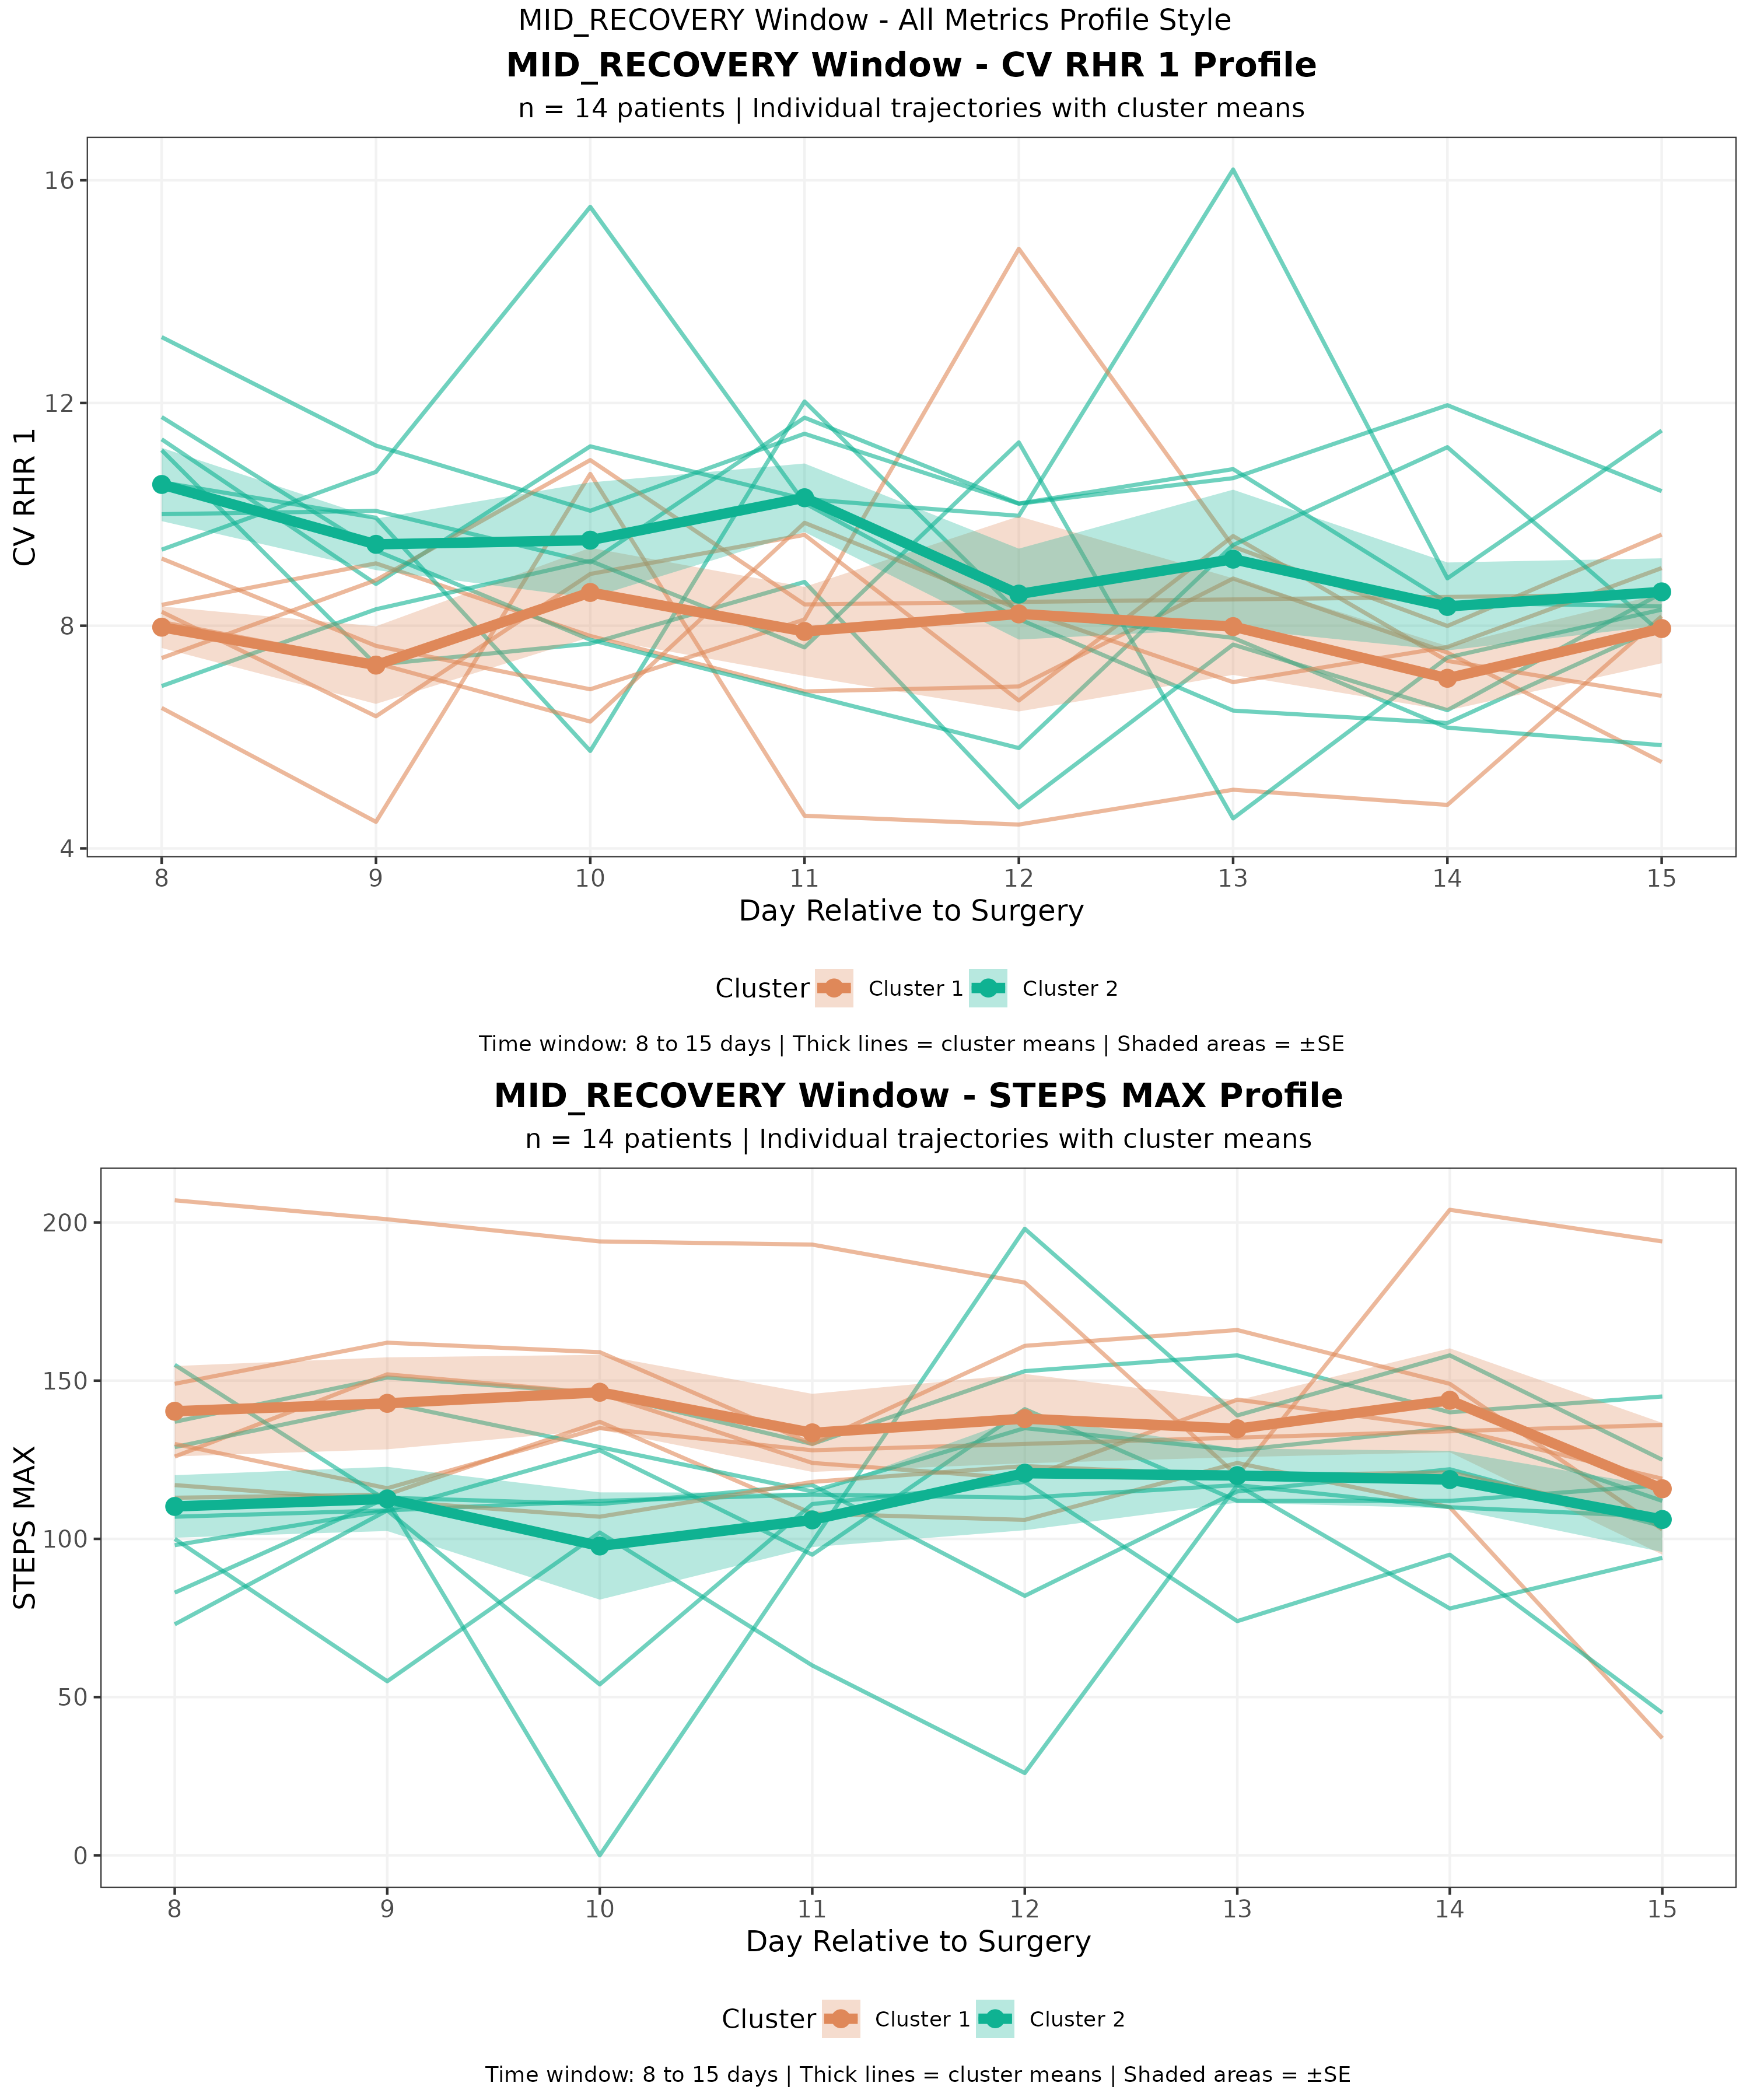 MID_RECOVERY Window - All Metrics Profile Style
MID_RECOVERY Window - CV RHR 1 Profile
n = 14 patients | Individual trajectories with cluster means
CV RHR 1
16
12
8
4
8 9 10 11 12 13 14 15
Day Relative to Surgery
Cluster Cluster 1 Cluster 2
Time window: 8 to 15 days | Thick lines = cluster means | Shaded areas = ±SE
MID_RECOVERY Window - STEPS MAX Profile
n = 14 patients | Individual trajectories with cluster means
STEPS MAX
200
150
100
50
0
8 9 10 11 12 13 14 15
Day Relative to Surgery
Cluster Cluster 1 Cluster 2
Time window: 8 to 15 days | Thick lines = cluster means | Shaded areas = ±SE